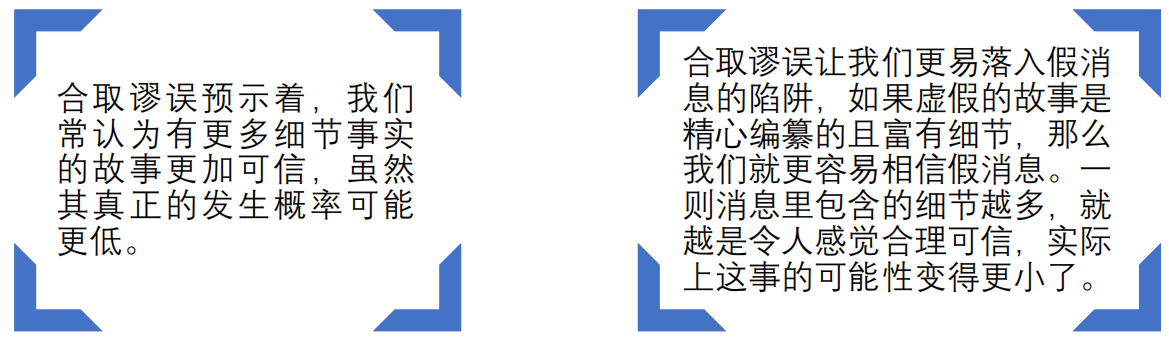 合取谬误预示着，我们
常认为有更多细节事实
的故事更加可信，虽然
其真正的发生概率可能
更低。
合取谬误让我们更易落入假消
息的陷阱，如果虚假的故事是
精心编纂的且富有细节，那么
我们就更容易相信假消息。一
则消息里包含的细节越多，就
越是令人感觉合理可信，实际
上这事的可能性变得更小了。